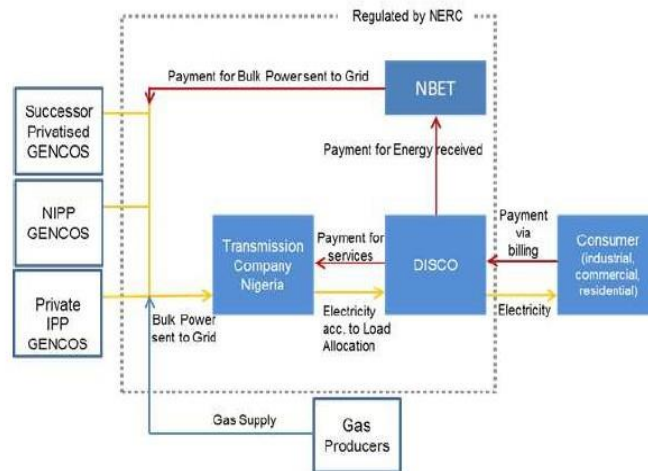 Regulated by NERC
Payment for Bulk Power sent to Grid
NBET
Successor
Privatised
GENCOS
Payment for Energy received
NIPP
GENCOS
Transmission
Company
Nigeria
Payment for
services
DISCO
Payment
via
billing
Consumer
(industrial,
commercial,
residential)
Private
IPP
GENCOS
Bulk Power
sent to Grid
Electricity
acc. to Load
Allocation
Electricity
Gas Supply
Gas
Producers